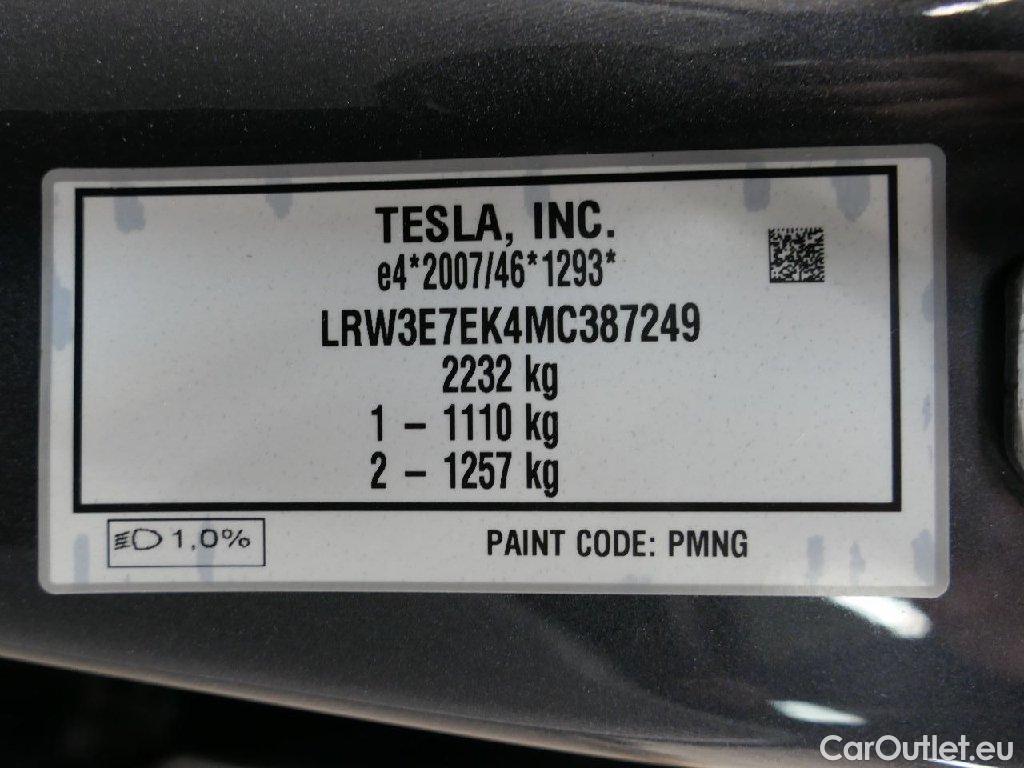 TESLA, INC.
e4*2007/46*1293*
LRW3E7EK4MC387249
2232 kg
1 – 1110 kg
2 – 1257 kg
1,0%
PAINT CODE: PMNG
CarOutlet.eu